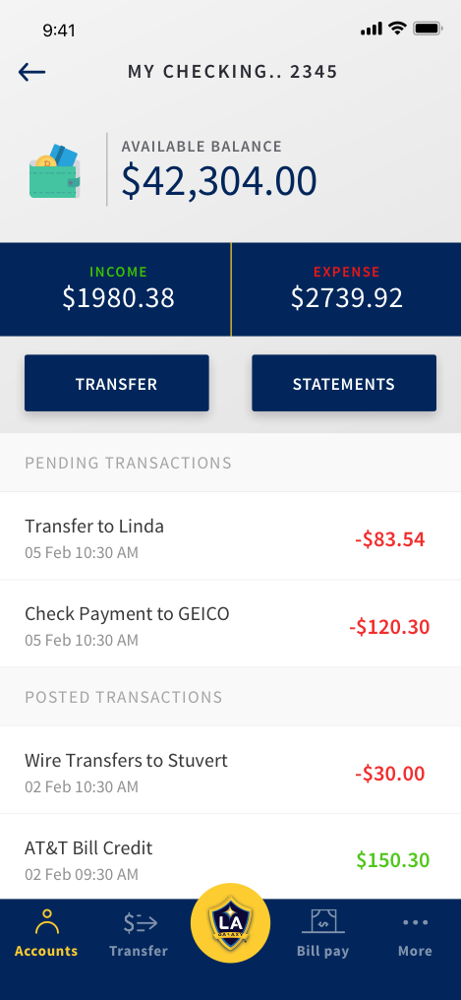 9:41
MY CHECKING.. 2345
AVAILABLE BALANCE
$42,304.00
INCOME
$1980.38
EXPENSE
$2739.92
TRANSFER
STATEMENTS
PENDING TRANSACTIONS
Transfer to Linda
-$83.54
05 Feb 10:30 AM
Check Payment to GEICO
-$120.30
05 Feb 10:30 AM
POSTED TRANSACTIONS
Wire Transfers to Stuvert
-$30.00
02 Feb 10:30 AM
AT&T Bill Credit
$150.30
02 Feb 09:30 AM
LA
GALAXY
Accounts
Transfer
Bill pay
More